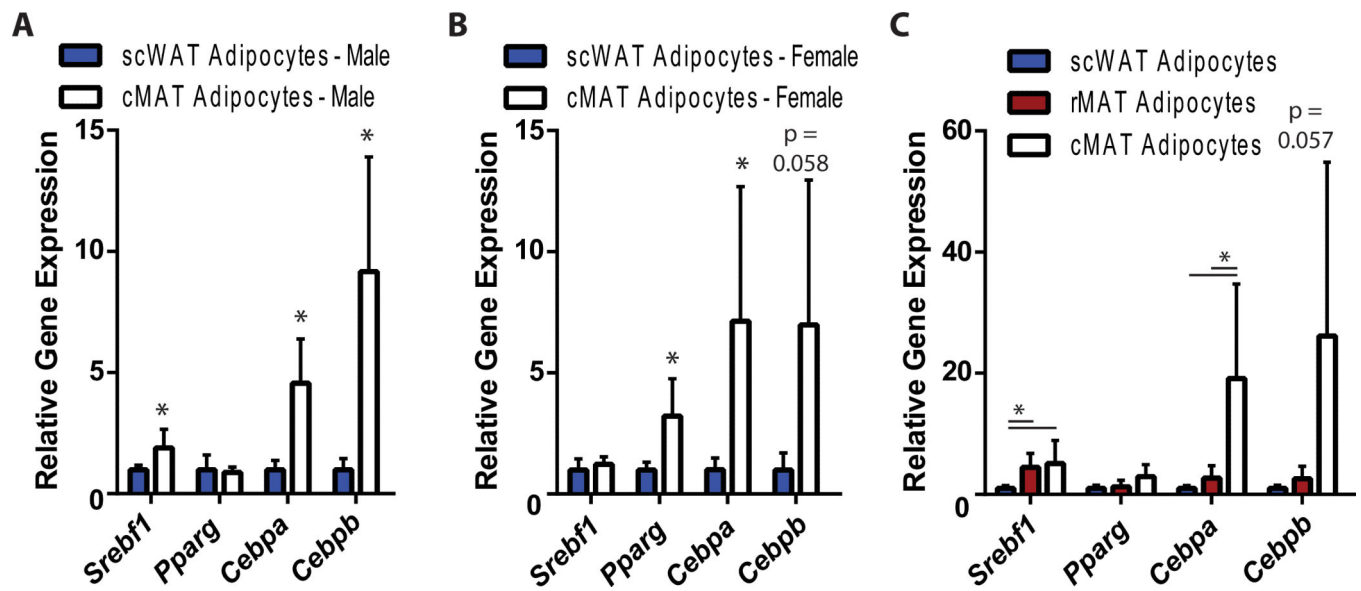 A
scWAT Adipocytes - Male
cMAT Adipocytes - Male
Relative Gene Expression
15
10
5
0
*
*
*
Srebf1
Pparg
Cebpa
Cebpb
B
scWAT Adipocytes - Female
cMAT Adipocytes - Female
Relative Gene Expression
15
10
5
0
*
*
p =
0.058
Srebf1
Pparg
Cebpa
Cebpb
C
scWAT Adipocytes
rMAT Adipocytes
cMAT Adipocytes
Relative Gene Expression
60
40
20
0
*
*
p =
0.057
Srebf1
Pparg
Cebpa
Cebpb